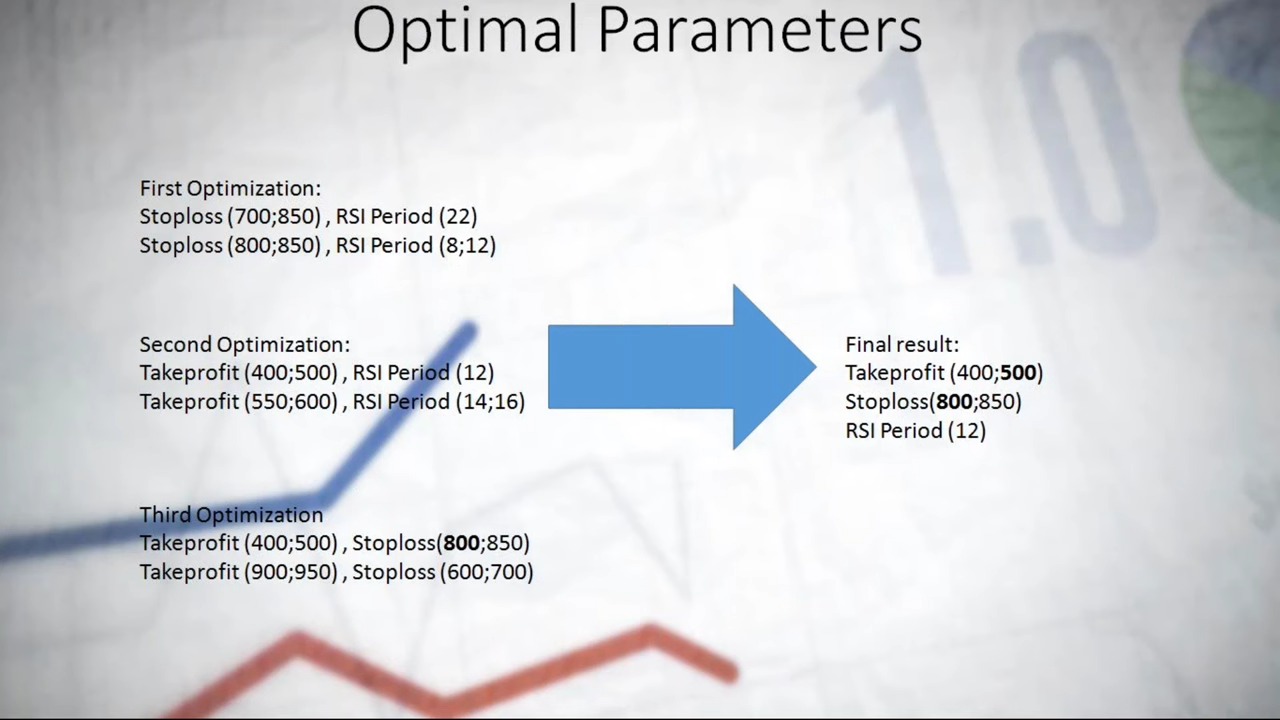 Optimal Parameters
1.0
First Optimization:
Stoploss (700;850) , RSI Period (22)
Stoploss (800;850) , RSI Period (8;12)
Second Optimization:
Takeprofit (400;500) , RSI Period (12)
Takeprofit (550;600) , RSI Period (14;16)
Third Optimization
Takeprofit (400;500) , Stoploss(800;850)
Takeprofit (900;950) , Stoploss (600;700)
Final result:
Takeprofit (400;500)
Stoploss(800;850)
RSI Period (12)